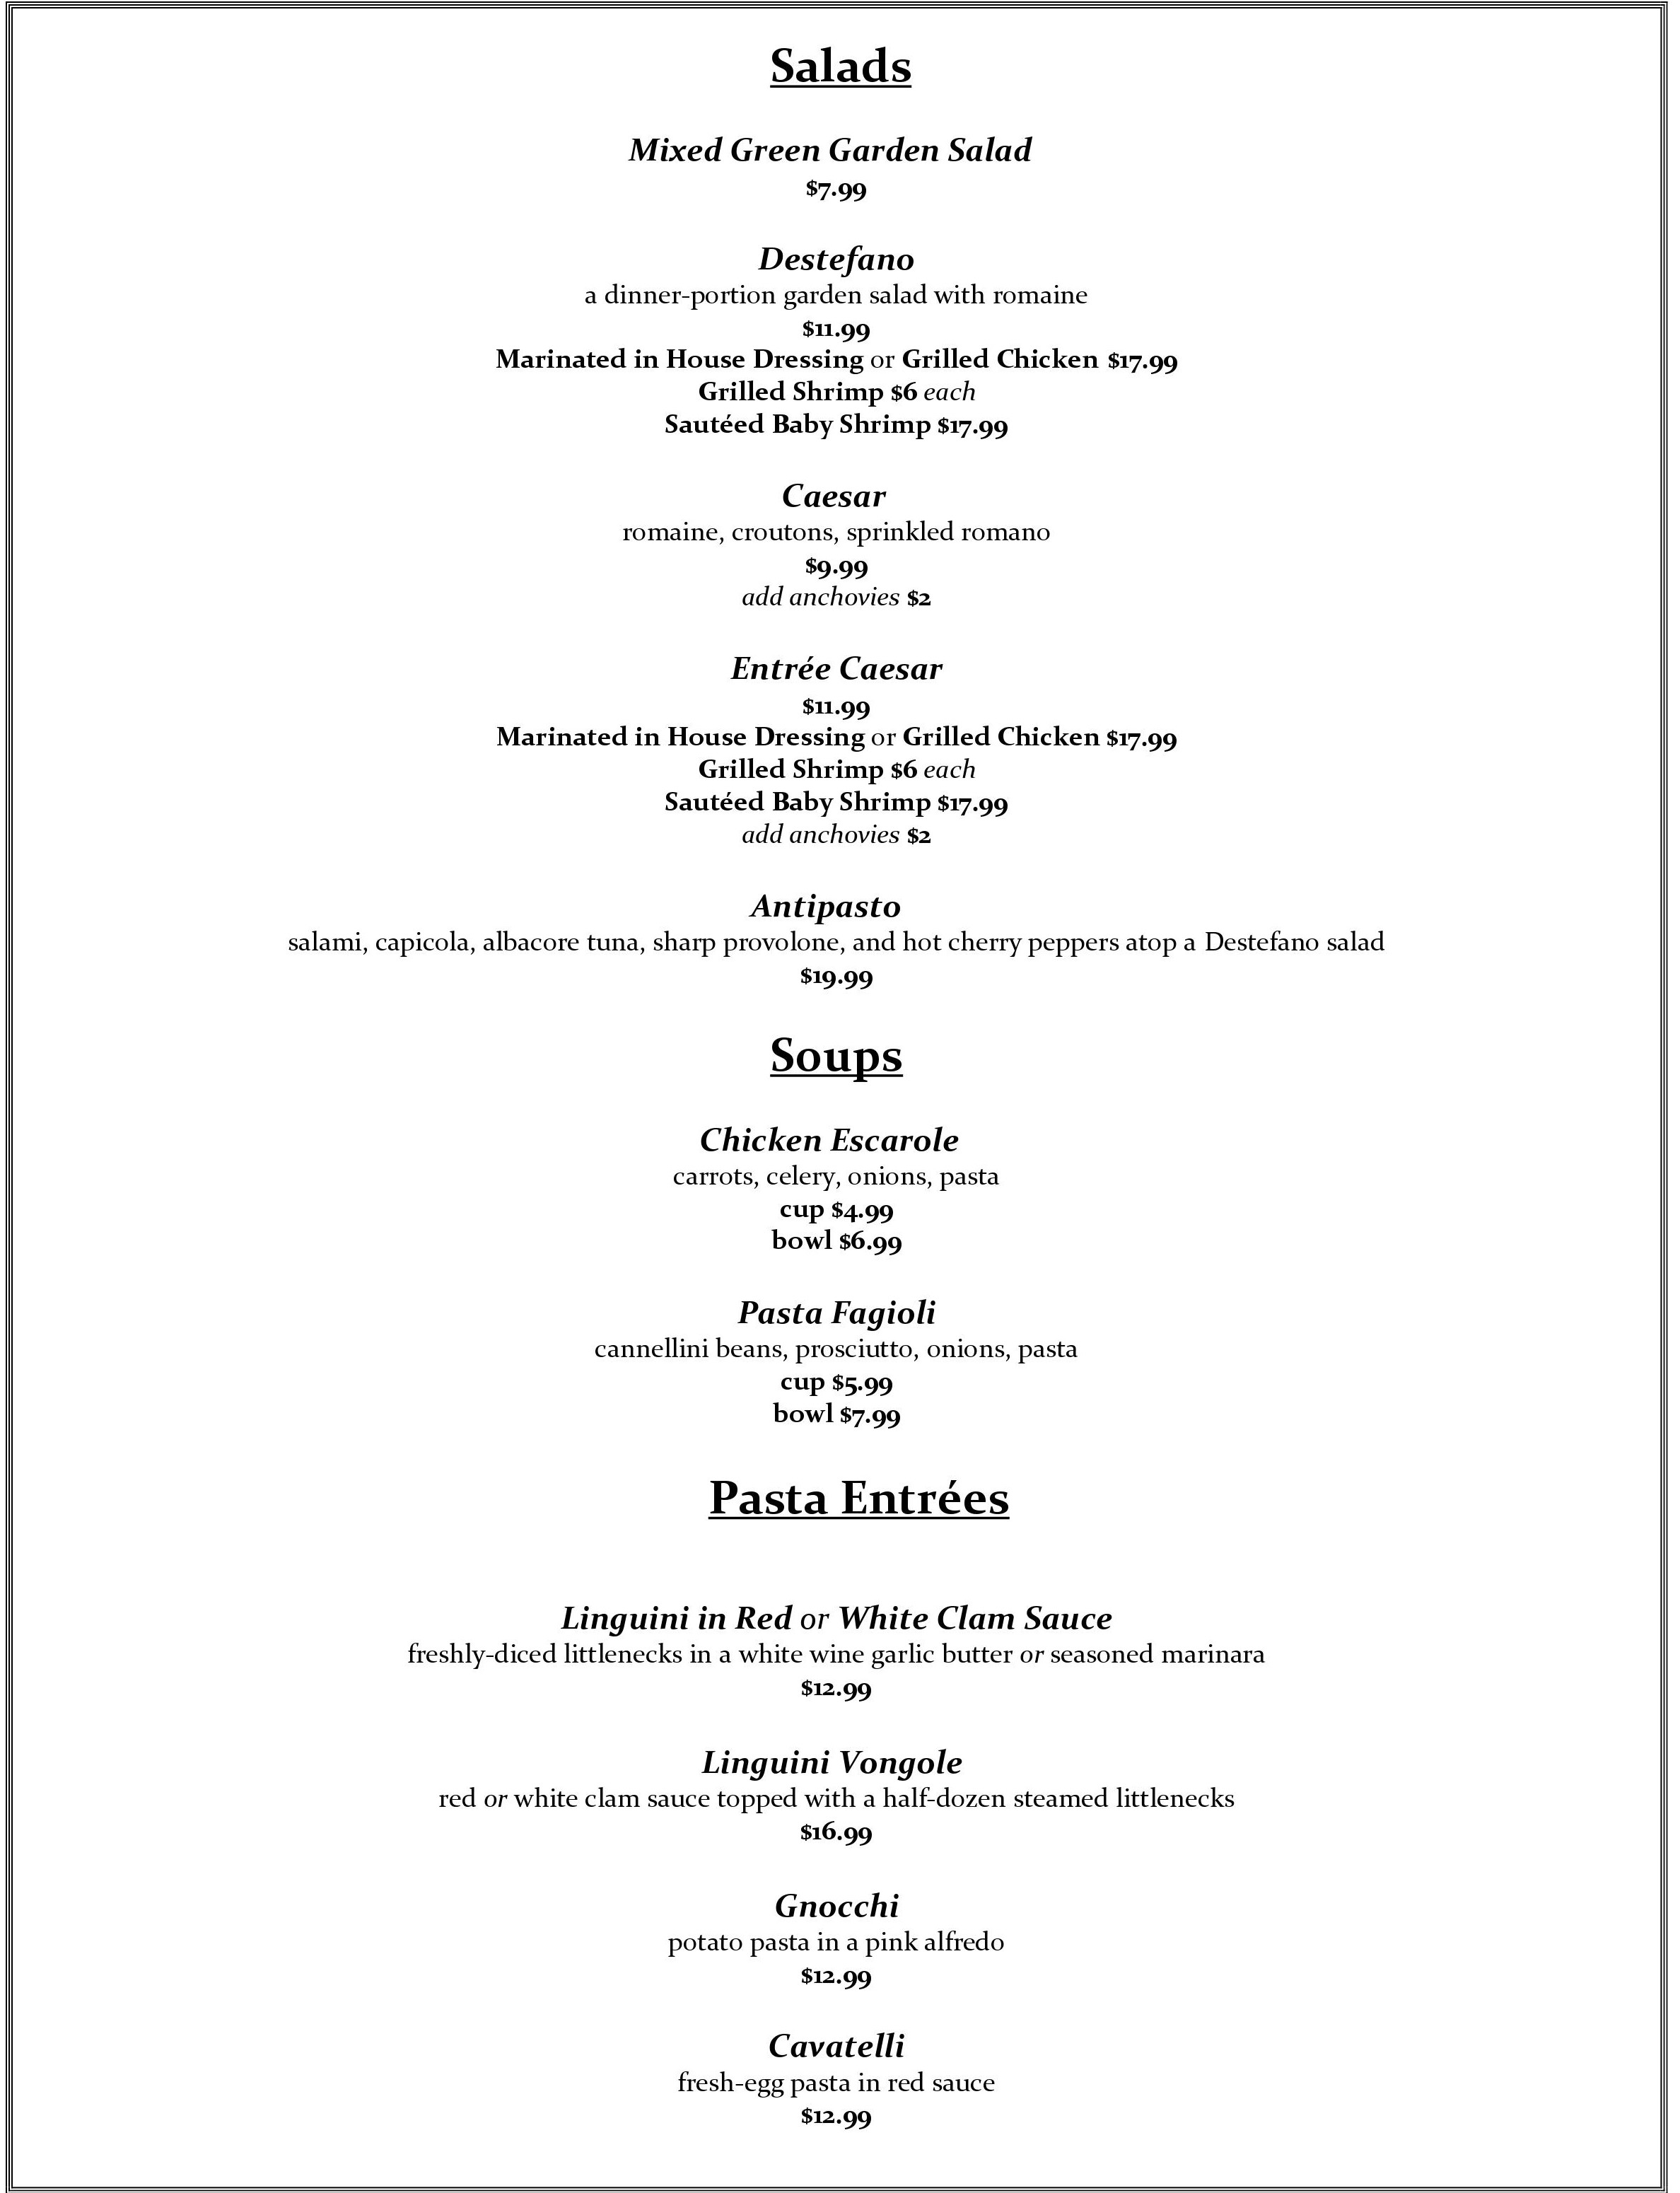 Salads
Mixed Green Garden Salad
$7.99
Destefano
a dinner-portion garden salad with romaine
$11.99
Marinated in House Dressing or Grilled Chicken $17.99
Grilled Shrimp $6 each
Sautéed Baby Shrimp $17.99
Caesar
romaine, croutons, sprinkled romano
$9.99
add anchovies $2
Entrée Caesar
$11.99
Marinated in House Dressing or Grilled Chicken $17.99
Grilled Shrimp $6 each
Sautéed Baby Shrimp $17.99
add anchovies $2
Antipasto
salami, capicola, albacore tuna, sharp provolone, and hot cherry peppers atop a Destefano salad
$19.99
Soups
Chicken Escarole
carrots, celery, onions, pasta
cup $4.99
bowl $6.99
Pasta Fagioli
cannellini beans, prosciutto, onions, pasta
cup $5.99
bowl $7.99
Pasta Entrées
Linguini in Red or White Clam Sauce
freshly-diced littlenecks in a white wine garlic butter or seasoned marinara
$12.99
Linguini Vongole
red or white clam sauce topped with a half-dozen steamed littlenecks
$16.99
Gnocchi
potato pasta in a pink alfredo
$12.99
Cavatelli
fresh-egg pasta in red sauce
$12.99